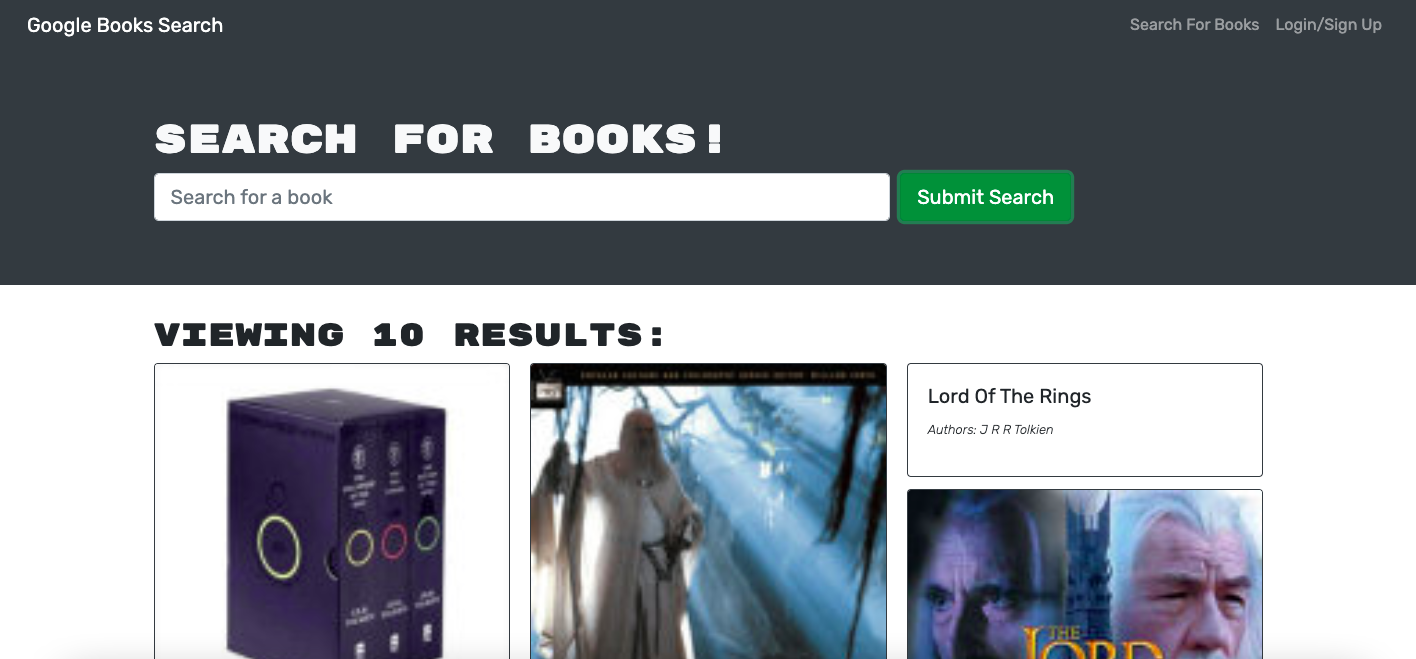 Google Books Search
Search For Books
Login/Sign Up
SEARCH FOR BOOKS!
Search for a book
Submit Search
VIEWING 10 RESULTS:
Lord Of The Rings
Authors: J R R Tolkien
THE
LORD